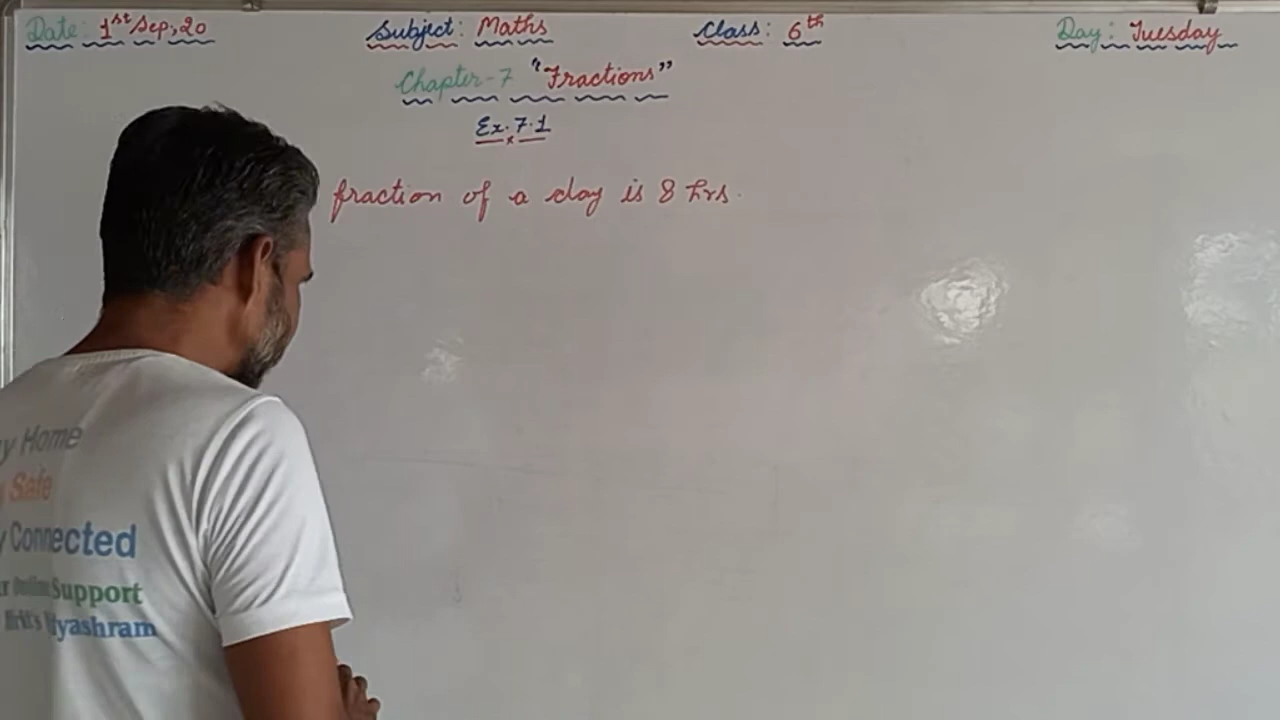 Date: 1st Sep, 20 Subject: Maths Class: 6th Day: Tuesday
Chapter-7 "Fractions"
Ex. 7.1
fraction of a day is 8 hrs.
Home
Safe
Connected
Support